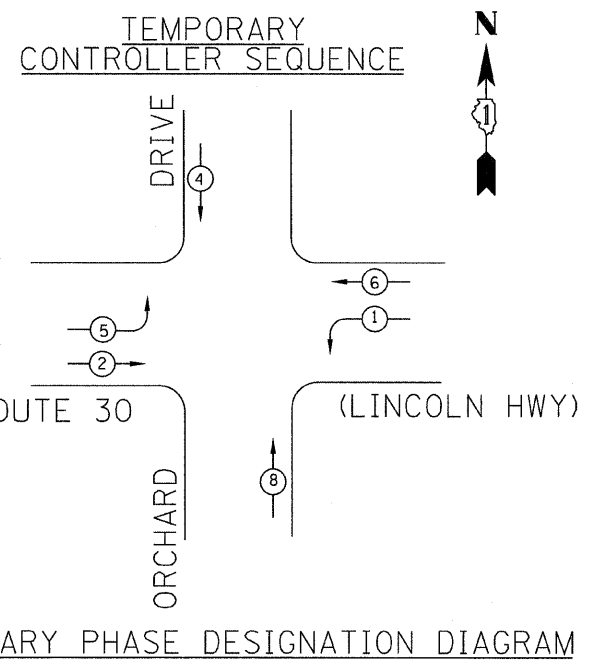 TEMPORARY
CONTROLLER SEQUENCE
N
1
DRIVE
4
6
5
1
2
OUTE 30
(LINCOLN HWY)
8
ORCHARD
ARY PHASE DESIGNATION DIAGRAM